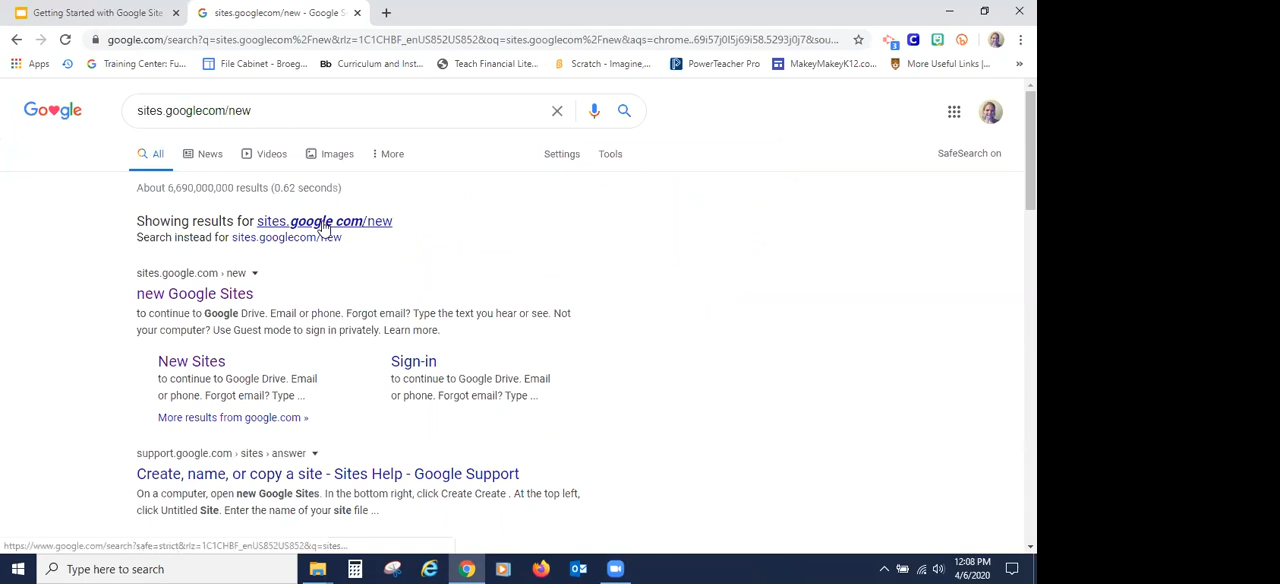 Getting Started with Google Site
sites.googlecom/new - Google S
google.com/search?q=sites.googlecom%2Fnew&rlz=1C1CHBF_enUS852US852&oq=sites.googlecom%2Fnew&aqs=chrome..69i57j0l5j69i58.5293j0j7&sou...
Apps
Training Center: Fu...
File Cabinet - Broeg...
Bb Curriculum and Inst...
Teach Financial Lite...
Scratch - Imagine,...
PowerTeacher Pro
MakeyMakeyK12.co...
More Useful Links |...
»
Google
sites.googlecom/new
All
News
Videos
Images
More
Settings
Tools
SafeSearch on
About 6,690,000,000 results (0.62 seconds)
Showing results for sites.google com/new
Search instead for sites.googlecom/new
sites.google.com › new
new Google Sites
to continue to Google Drive. Email or phone. Forgot email? Type the text you hear or see. Not
your computer? Use Guest mode to sign in privately. Learn more.
New Sites
to continue to Google Drive. Email
or phone. Forgot email? Type ...
Sign-in
to continue to Google Drive. Email
or phone. Forgot email? Type ...
More results from google.com »
support.google.com › sites › answer
Create, name, or copy a site - Sites Help - Google Support
On a computer, open new Google Sites. In the bottom right, click Create Create . At the top left,
click Untitled Site. Enter the name of your site file ...
https://www.google.com/search?safe=strict&rlz=1C1CHBF_enUS852US852&q=sites...
Type here to search
12:08 PM
4/6/2020